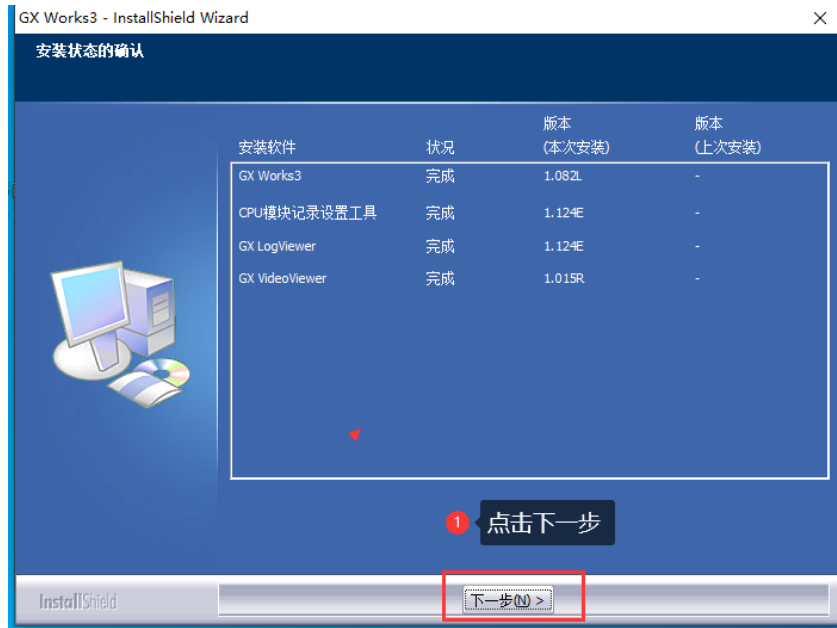 GX Works3 - InstallShield Wizard
安装状态的确认
安装软件 状况 版本(本次安装) 版本(上次安装)
GX Works3 完成 1.082L -
CPU模块记录设置工具 完成 1.124E -
GX LogViewer 完成 1.124E -
GX VideoViewer 完成 1.015R -
1 点击下一步
InstallShield
下一步(N) >